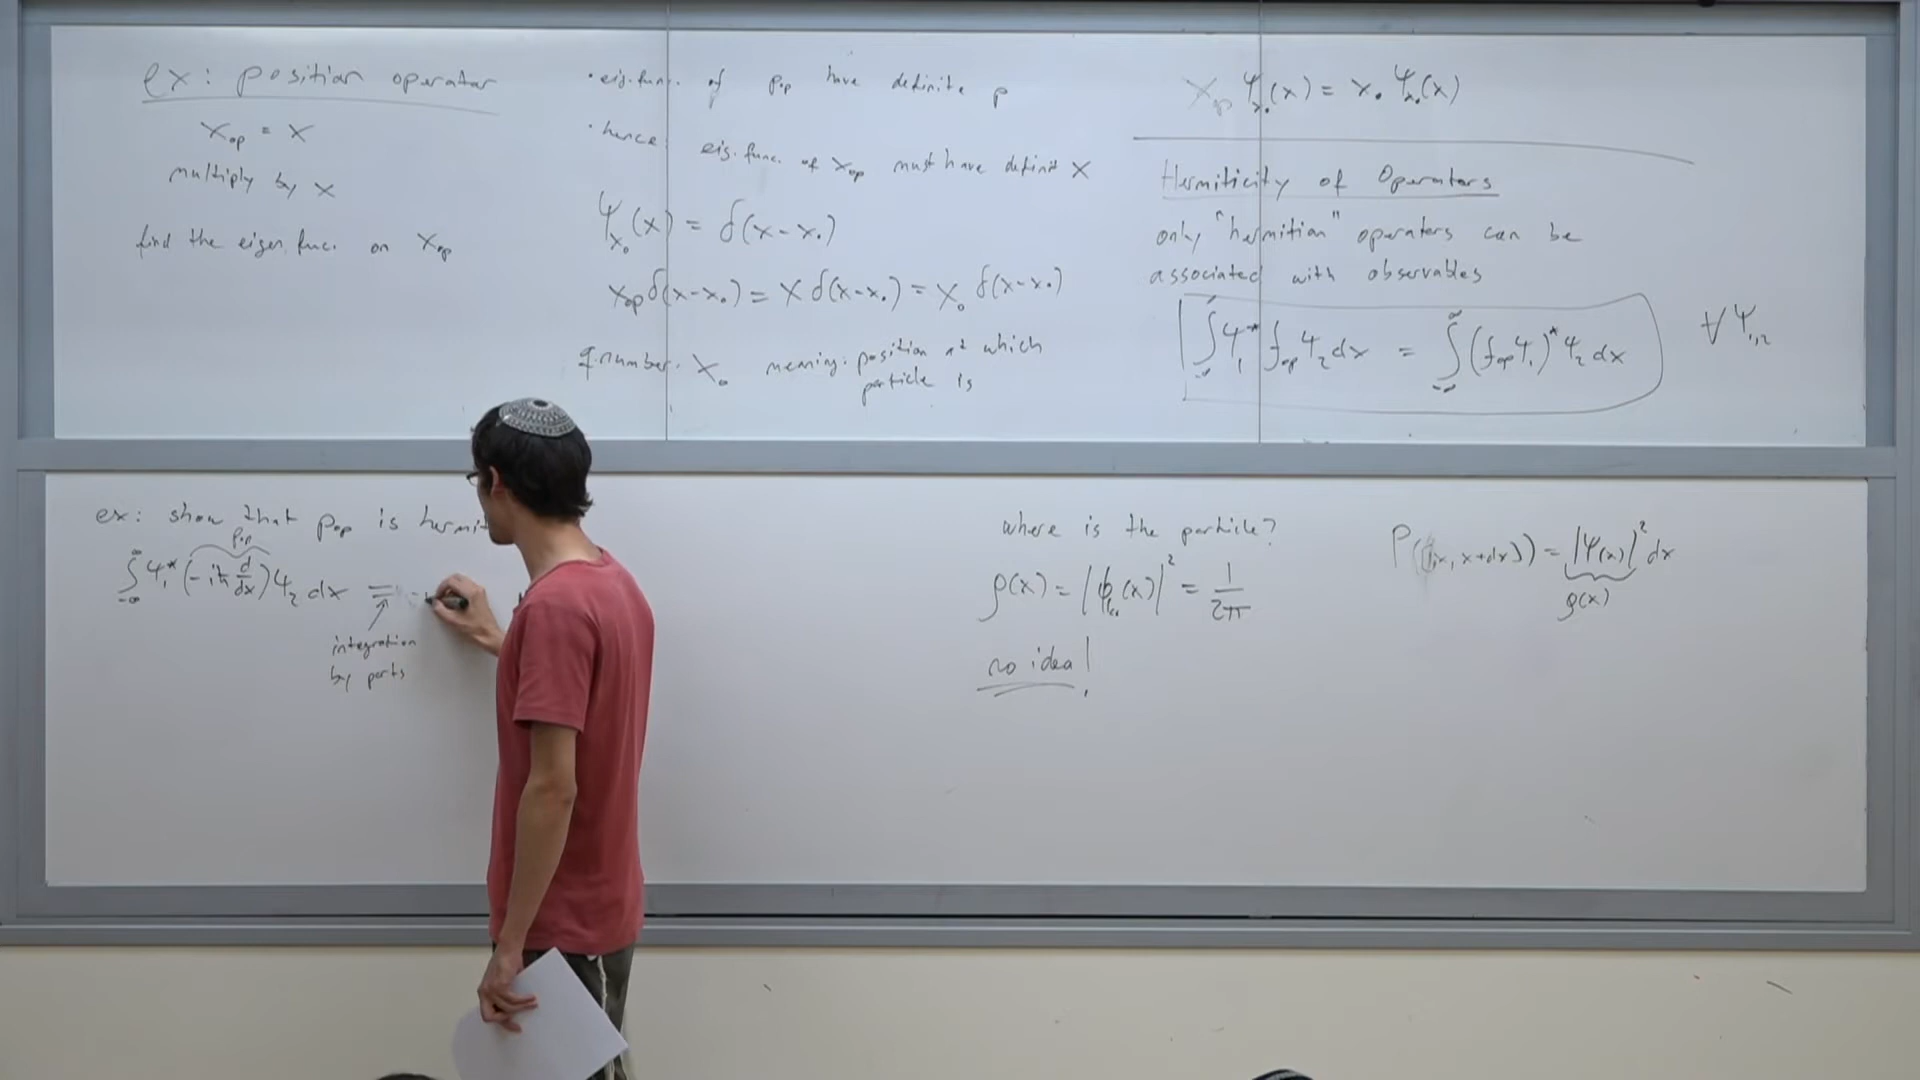 ex: position operator
X_op = X
multiply by x
find the eigen. func. on X_op
• eig. func. of P_op have definite p
• hence eig. func. of X_op must have definit X
Ψ_x₀(x) = δ(x-x₀)
X_op δ(x-x₀) = X δ(x-x₀) = X₀ δ(x-x₀)
q. number: X₀ meaning: position at which
particle is
X_op Ψ_x₀(x) = X₀ Ψ_x₀(x)
Hermiticity of Operators
only "hermitian" operators can be
associated with observables
∫_{-∞}^{∞} Ψ₁* f_op Ψ₂ dx = ∫_{-∞}^{∞} (f_op Ψ₁)* Ψ₂ dx ∀ Ψ₁,₂
ex: show that P_op is
P_op
∫_{-∞}^{∞} Ψ₁* (-iħ d/dx) Ψ₂ dx =
integration
by parts
where is the particle?
ρ(x) = |ϕ_k₀(x)|² = 1/2π
no idea!
P([x, x+dx]) = |Ψ(x)|² dx
ρ(x)